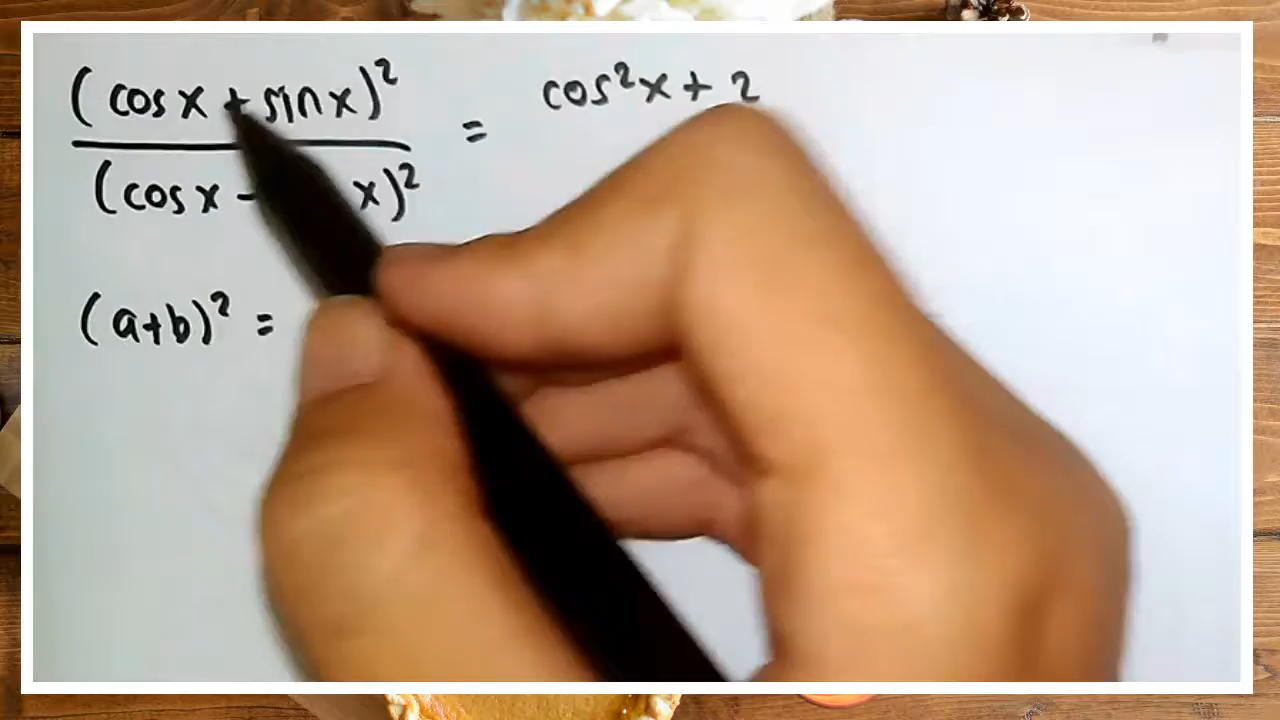 (cos x + sin x)² = cos²x + 2
(cos x - x)²
(a+b)² =